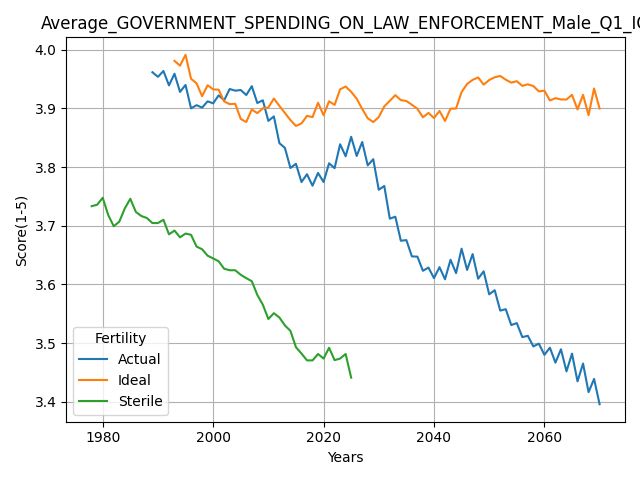 Average_GOVERNMENT_SPENDING_ON_LAW_ENFORCEMENT_Male_Q1_IQ
4.0
3.9
3.8
3.7
3.6
3.5
3.4
Score(1-5)
Fertility
Actual
Ideal
Sterile
1980
2000
2020
2040
2060
Years